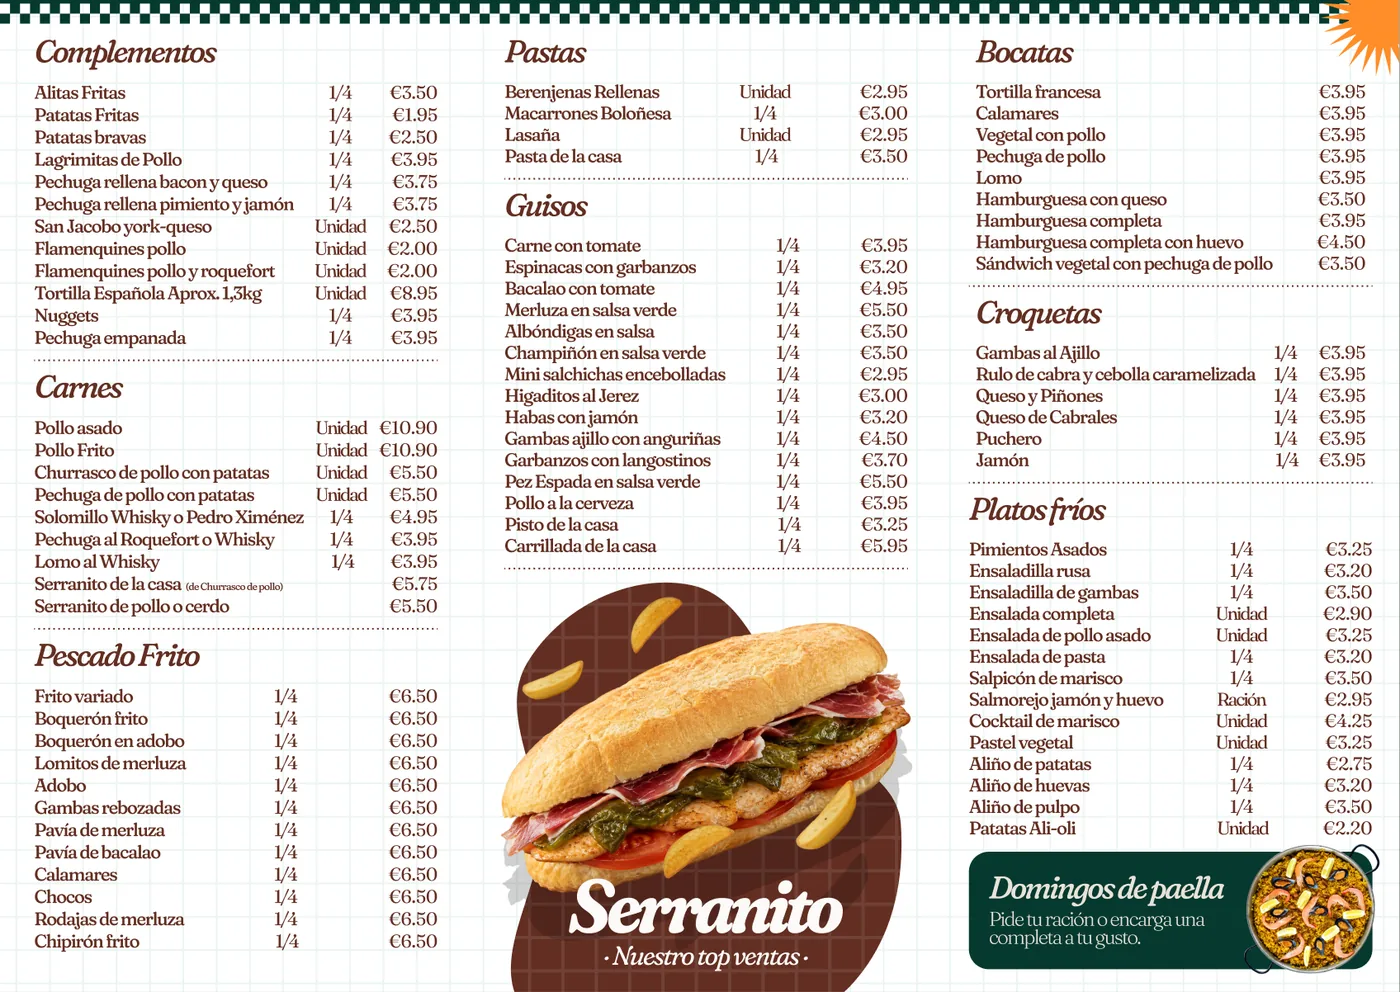 Complementos
Alitas Fritas 1/4 €3.50
Patatas Fritas 1/4 €1.95
Patatas bravas 1/4 €2.50
Lagrimitas de Pollo 1/4 €3.95
Pechuga rellena bacon y queso 1/4 €3.75
Pechuga rellena pimiento y jamón 1/4 €3.75
San Jacobo york-queso Unidad €2.50
Flamenquines pollo Unidad €2.00
Flamenquines pollo y roquefort Unidad €2.00
Tortilla Española Aprox. 1,3kg Unidad €8.95
Nuggets 1/4 €3.95
Pechuga empanada 1/4 €3.95
Carnes
Pollo asado Unidad €10.90
Pollo Frito Unidad €10.90
Churrasco de pollo con patatas Unidad €5.50
Pechuga de pollo con patatas Unidad €5.50
Solomillo Whisky o Pedro Ximénez 1/4 €4.95
Pechuga al Roquefort o Whisky 1/4 €3.95
Lomo al Whisky 1/4 €3.95
Serranito de la casa (de Churrasco de pollo) €5.75
Serranito de pollo o cerdo €5.50
Pescado Frito
Frito variado 1/4 €6.50
Boquerón frito 1/4 €6.50
Boquerón en adobo 1/4 €6.50
Lomitos de merluza 1/4 €6.50
Adobo 1/4 €6.50
Gambas rebozadas 1/4 €6.50
Pavía de merluza 1/4 €6.50
Pavía de bacalao 1/4 €6.50
Calamares 1/4 €6.50
Chocos 1/4 €6.50
Rodajas de merluza 1/4 €6.50
Chipirón frito 1/4 €6.50
Pastas
Berenjenas Rellenas Unidad €2.95
Macarrones Boloñesa 1/4 €3.00
Lasaña Unidad €2.95
Pasta de la casa 1/4 €3.50
Guisos
Carne con tomate 1/4 €3.95
Espinacas con garbanzos 1/4 €3.20
Bacalao con tomate 1/4 €4.95
Merluza en salsa verde 1/4 €5.50
Albóndigas en salsa 1/4 €3.50
Champiñón en salsa verde 1/4 €3.50
Mini salchichas encebolladas 1/4 €2.95
Higaditos al Jerez 1/4 €3.00
Habas con jamón 1/4 €3.20
Gambas ajillo con anguriñas 1/4 €4.50
Garbanzos con langostinos 1/4 €3.70
Pez Espada en salsa verde 1/4 €5.50
Pollo a la cerveza 1/4 €3.95
Pisto de la casa 1/4 €3.25
Carrillada de la casa 1/4 €5.95
Serranito
· Nuestro top ventas ·
Bocatas
Tortilla francesa €3.95
Calamares €3.95
Vegetal con pollo €3.95
Pechuga de pollo €3.95
Lomo €3.95
Hamburguesa con queso €3.50
Hamburguesa completa €3.95
Hamburguesa completa con huevo €4.50
Sándwich vegetal con pechuga de pollo €3.50
Croquetas
Gambas al Ajillo 1/4 €3.95
Rulo de cabra y cebolla caramelizada 1/4 €3.95
Queso y Piñones 1/4 €3.95
Queso de Cabrales 1/4 €3.95
Puchero 1/4 €3.95
Jamón 1/4 €3.95
Platos fríos
Pimientos Asados 1/4 €3.25
Ensaladilla rusa 1/4 €3.20
Ensaladilla de gambas 1/4 €3.50
Ensalada completa Unidad €2.90
Ensalada de pollo asado Unidad €3.25
Ensalada de pasta 1/4 €3.20
Salpicón de marisco 1/4 €3.50
Salmorejo jamón y huevo Ración €2.95
Cocktail de marisco Unidad €4.25
Pastel vegetal Unidad €3.25
Aliño de patatas 1/4 €2.75
Aliño de huevas 1/4 €3.20
Aliño de pulpo 1/4 €3.50
Patatas Ali-oli Unidad €2.20
Domingos de paella
Pide tu ración o encarga una
completa a tu gusto.